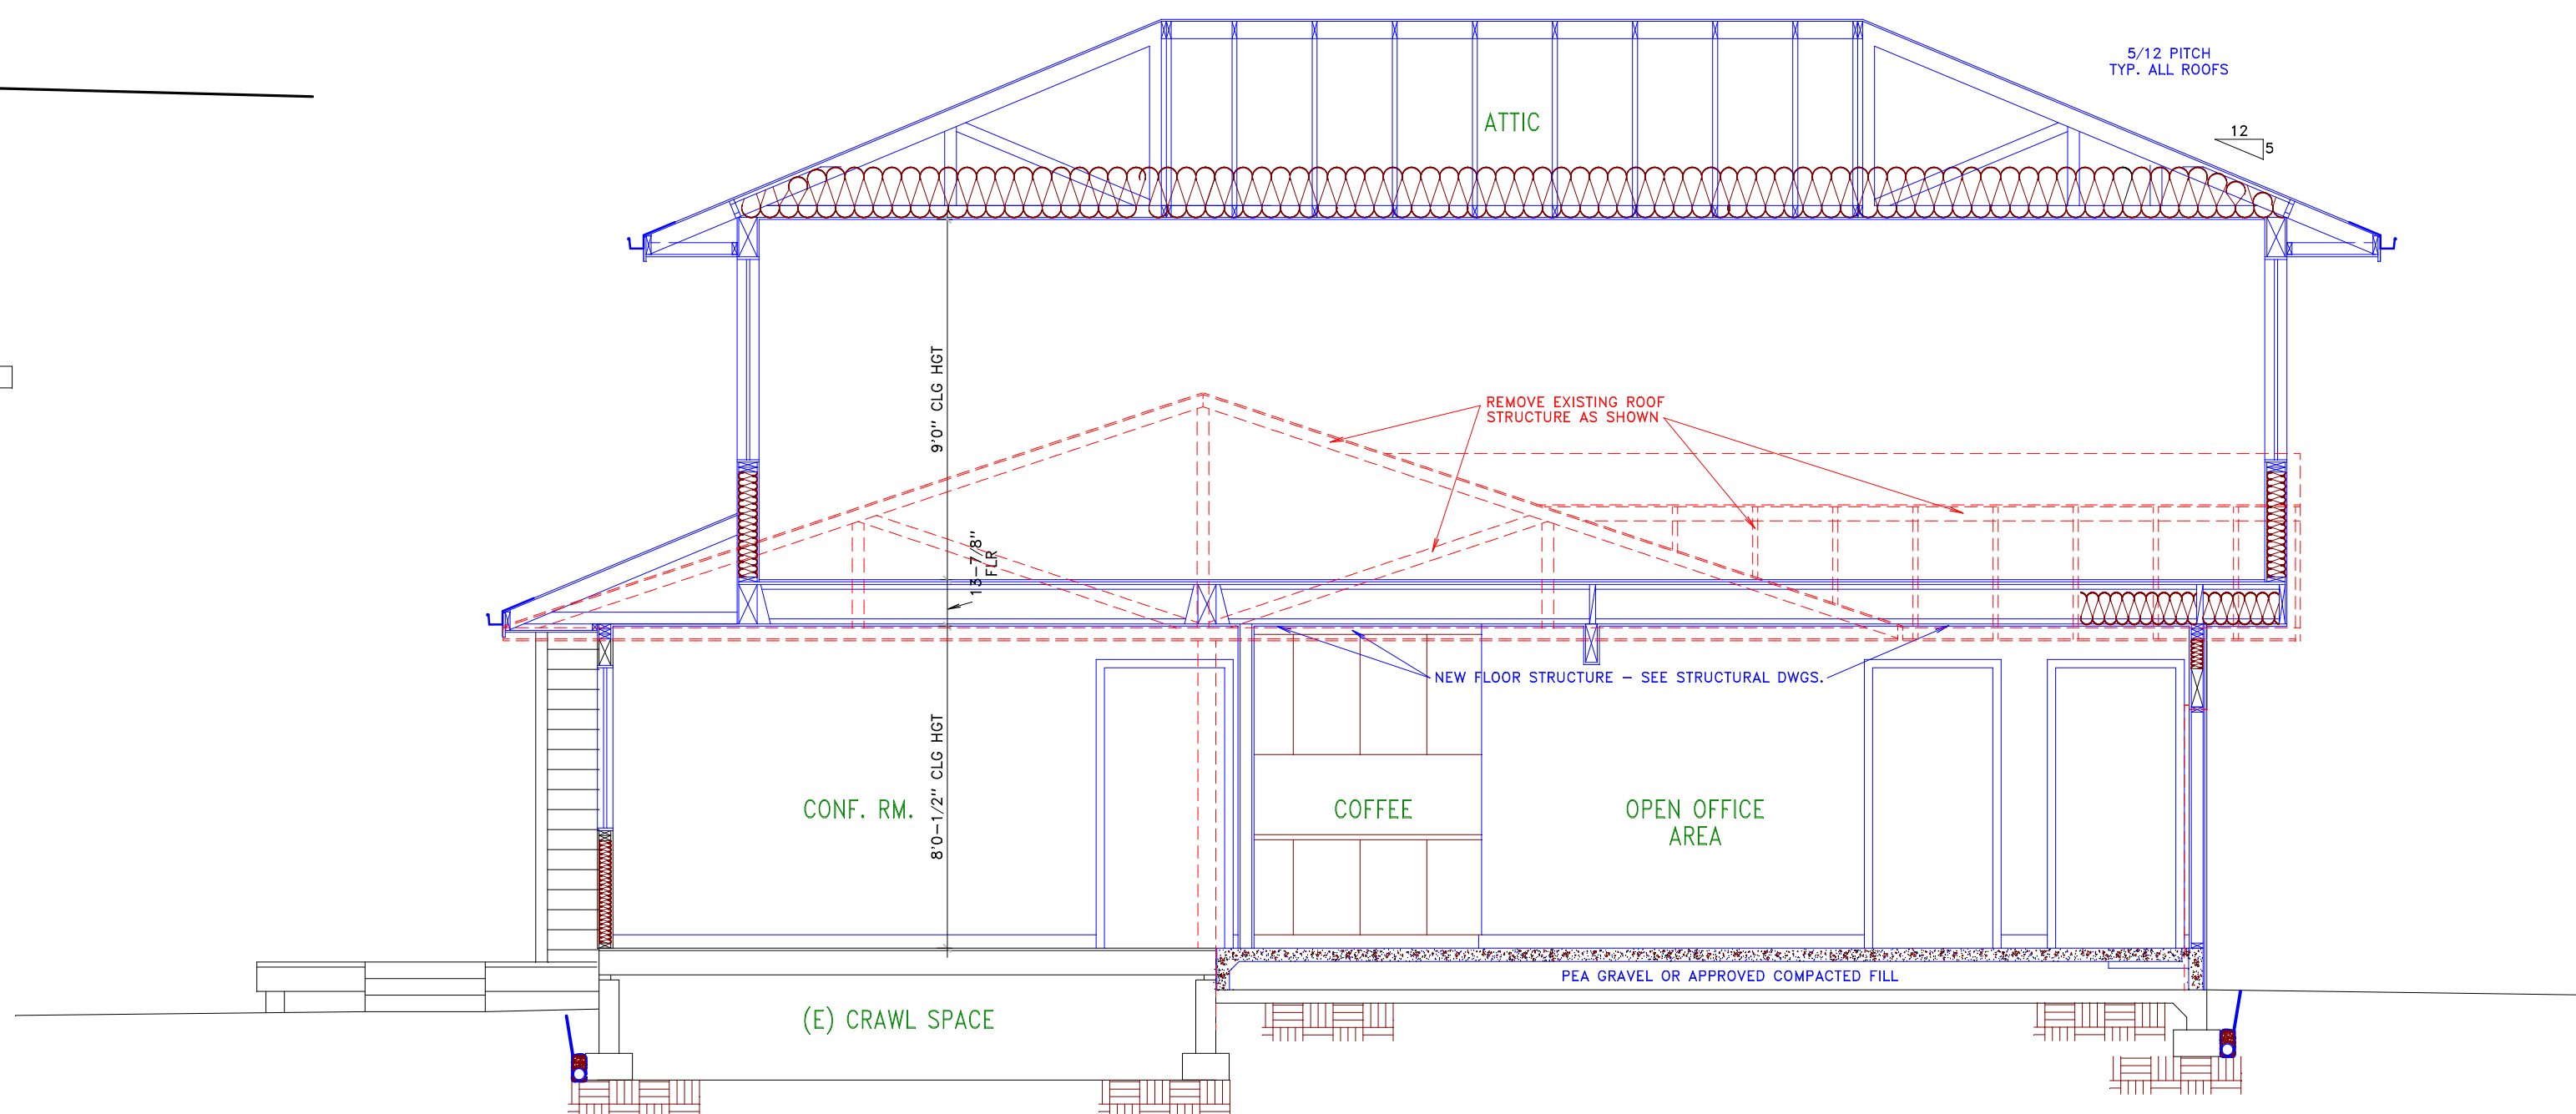 5/12 PITCH
TYP. ALL ROOFS
ATTIC
12
5
9'0" CLG HGT
REMOVE EXISTING ROOF
STRUCTURE AS SHOWN
13-7/8"
FLR
NEW FLOOR STRUCTURE – SEE STRUCTURAL DWGS.
8'0-1/2" CLG HGT
CONF. RM.
COFFEE
OPEN OFFICE
AREA
PEA GRAVEL OR APPROVED COMPACTED FILL
(E) CRAWL SPACE